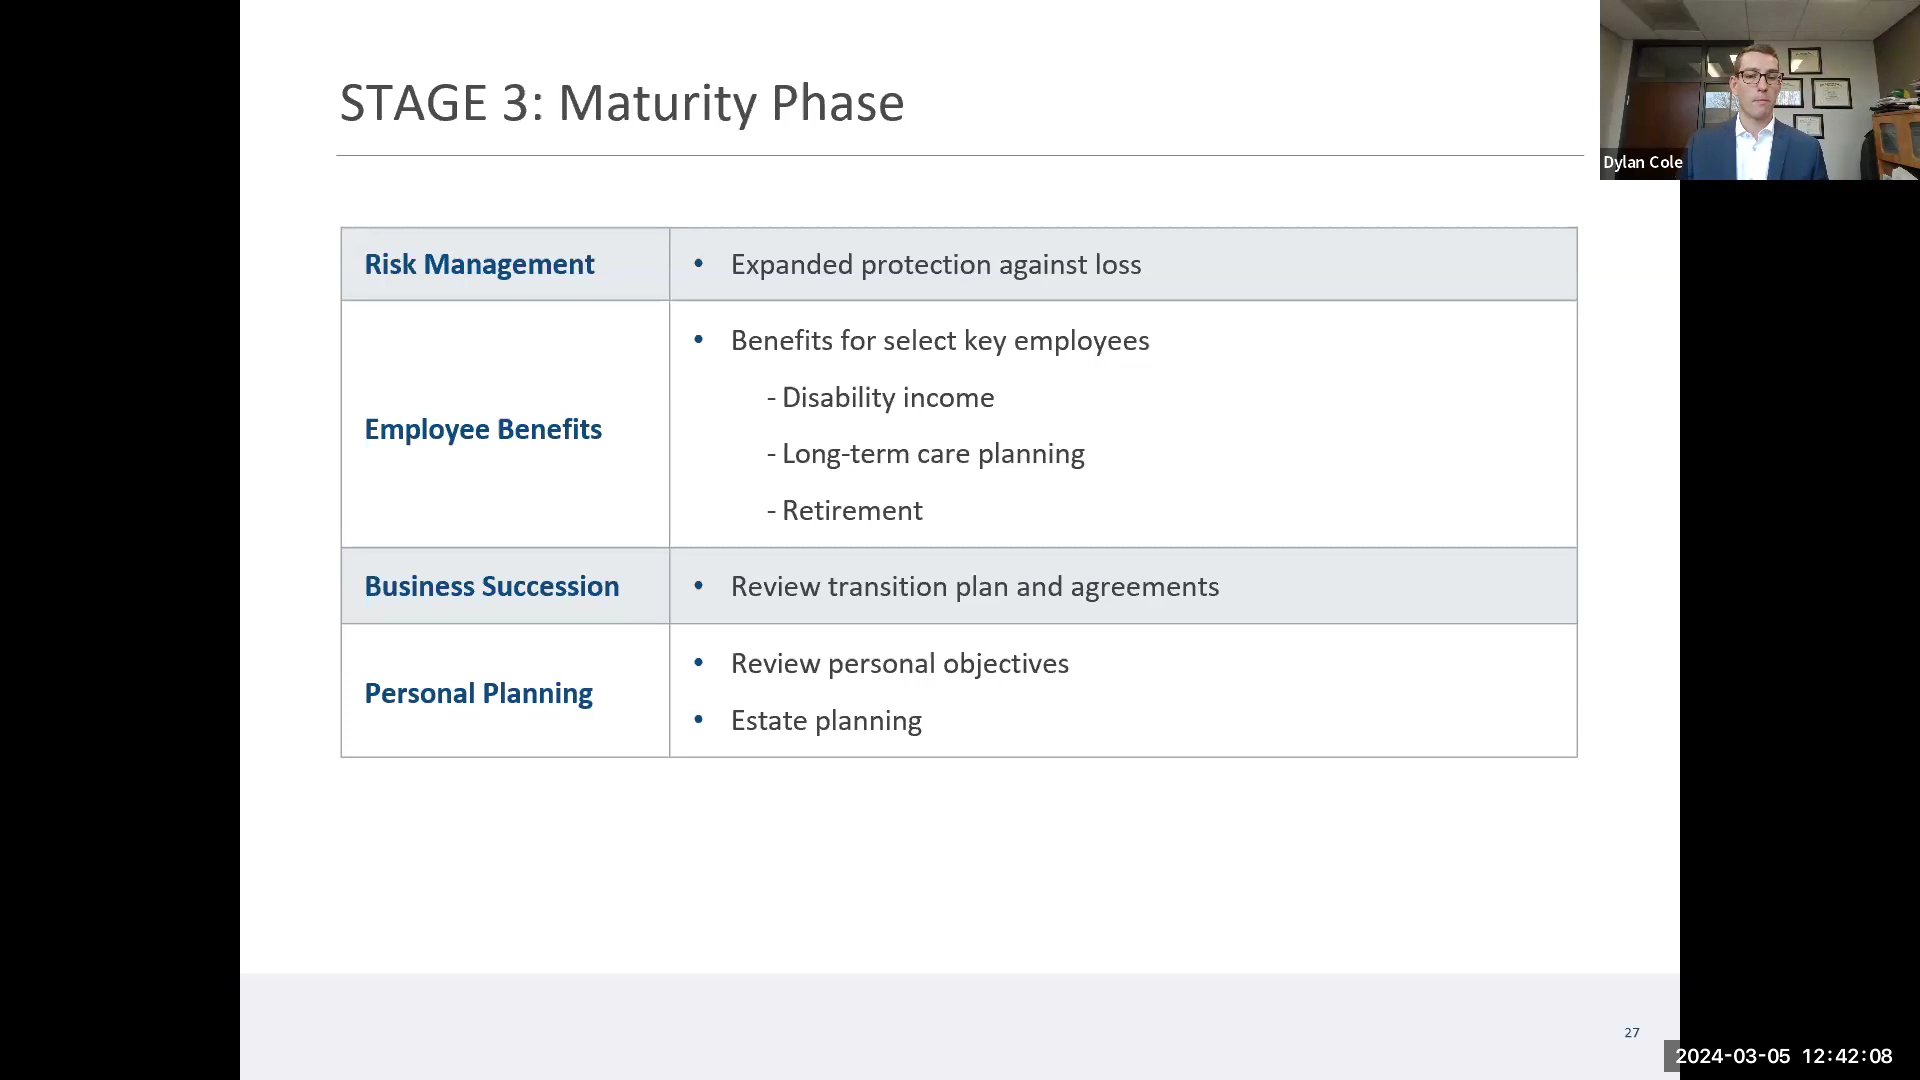 STAGE 3: Maturity Phase
Dylan Cole
Risk Management
• Expanded protection against loss
Employee Benefits
• Benefits for select key employees
- Disability income
- Long-term care planning
- Retirement
Business Succession
• Review transition plan and agreements
Personal Planning
• Review personal objectives
• Estate planning
27
2024-03-05 12:42:08